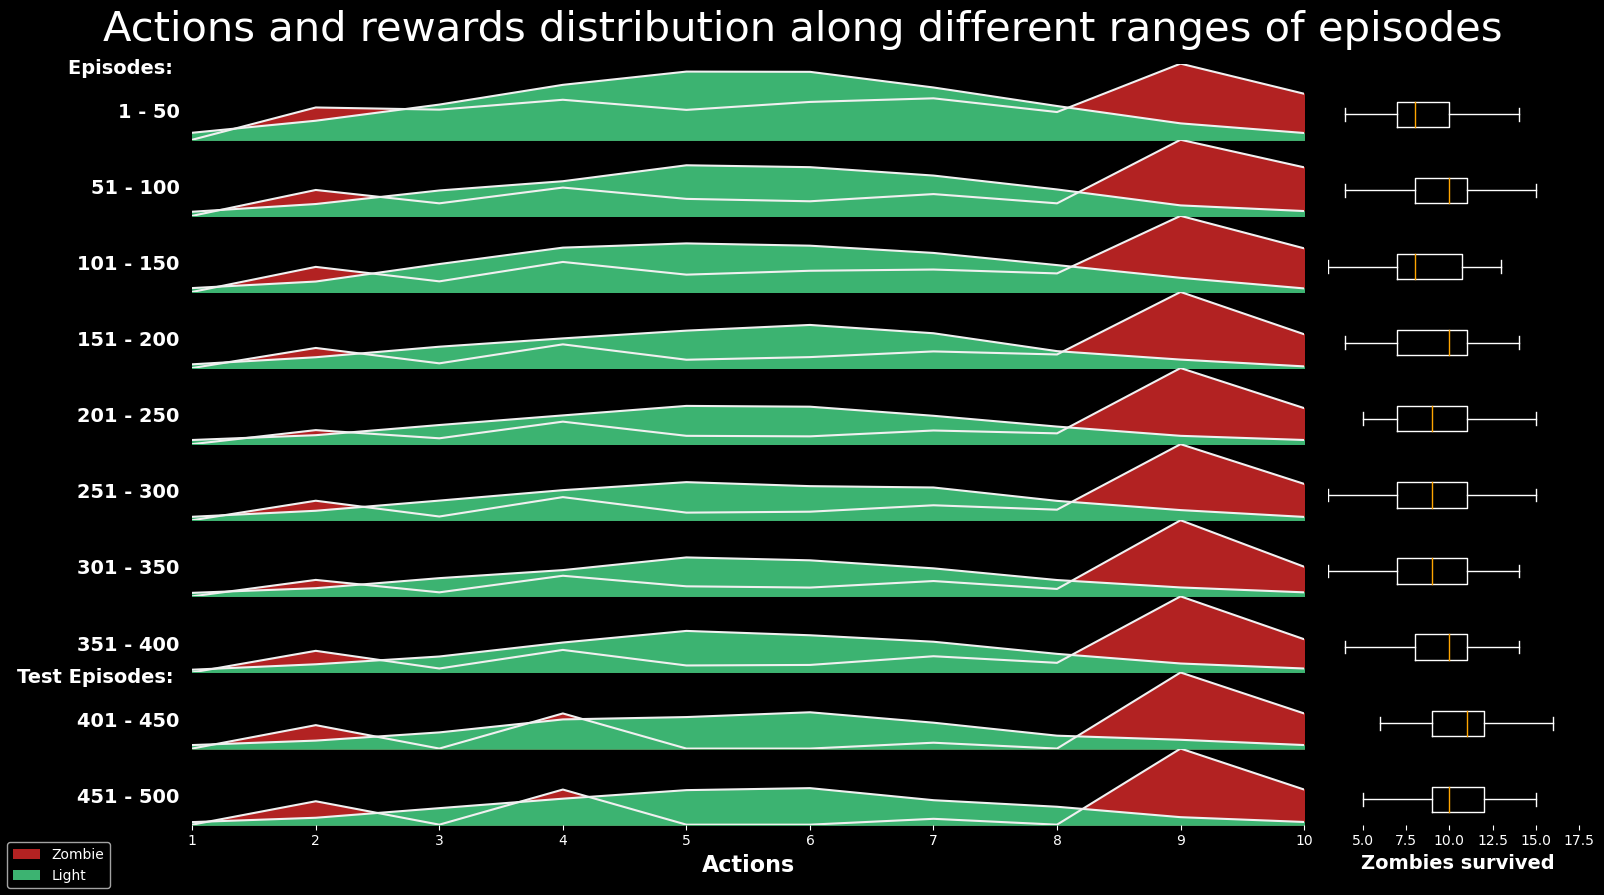 Actions and rewards distribution along different ranges of episodes
Episodes:
1 - 50
51 - 100
101 - 150
151 - 200
201 - 250
251 - 300
301 - 350
351 - 400
Test Episodes:
401 - 450
451 - 500
1 2 3 4 5 6 7 8 9 10 5.0 7.5 10.0 12.5 15.0 17.5
Actions Zombies survived
Zombie
Light